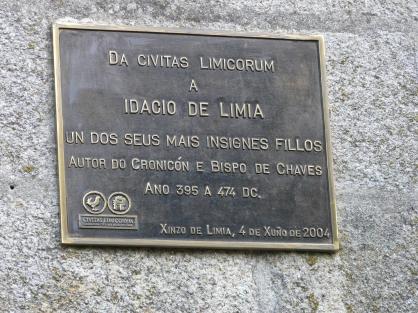 DA CIVITAS LIMICORUM
A
IDACIO DE LIMIA
UN DOS SEUS MAIS INSIGNES FILLOS
AUTOR DO CRONICÓN E BISPO DE CHAVES
ANO 395 A 474 DC.
CIVITAS LIMICORUM
XINZO DE LIMIA, 4 DE XUÑO DE 2004